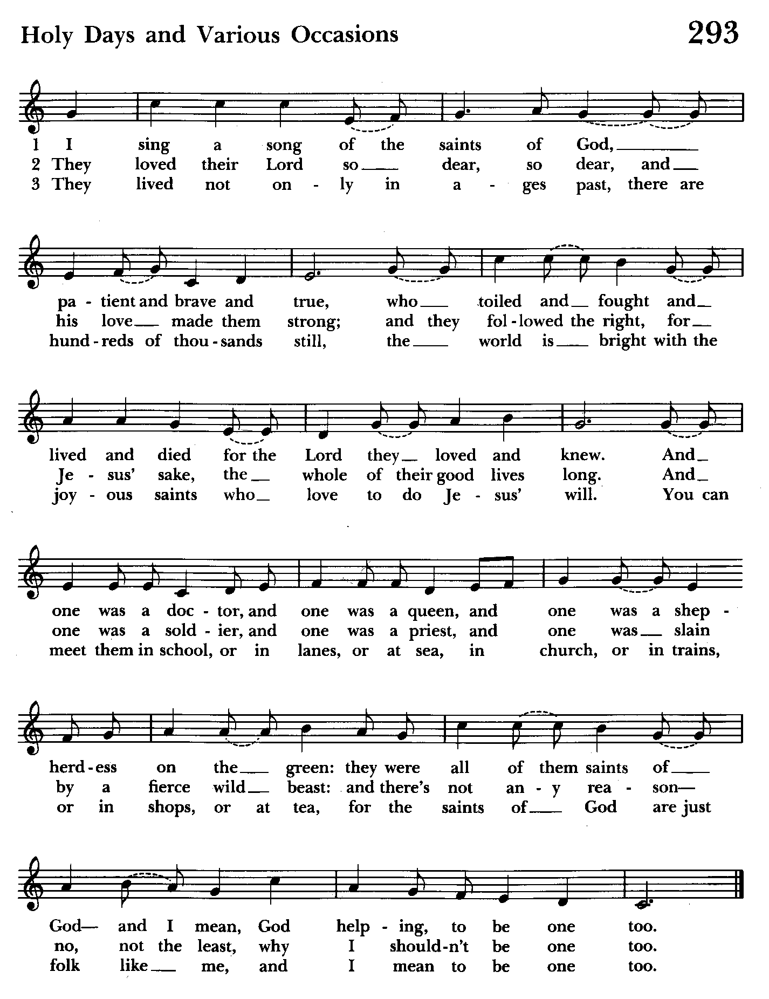 Holy Days and Various Occasions 293
1 I sing a song of the saints of God,
2 They loved their Lord so dear, so dear, and
3 They lived not on - ly in a - ges past, there are
pa - tient and brave and true, who toiled and fought and
his love made them strong; and they fol - lowed the right, for
hund - reds of thou - sands still, the world is bright with the
lived and died for the Lord they loved and knew. And
Je - sus' sake, the whole of their good lives long. And
joy - ous saints who love to do Je - sus' will. You can
one was a doc - tor, and one was a queen, and one was a shep -
one was a sold - ier, and one was a priest, and one was slain
meet them in school, or in lanes, or at sea, in church, or in trains,
herd - ess on the green: they were all of them saints of
by a fierce wild beast: and there's not an - y rea - son—
or in shops, or at tea, for the saints of God are just
God— and I mean, God help - ing, to be one too.
no, not the least, why I should - n't be one too.
folk like me, and I mean to be one too.